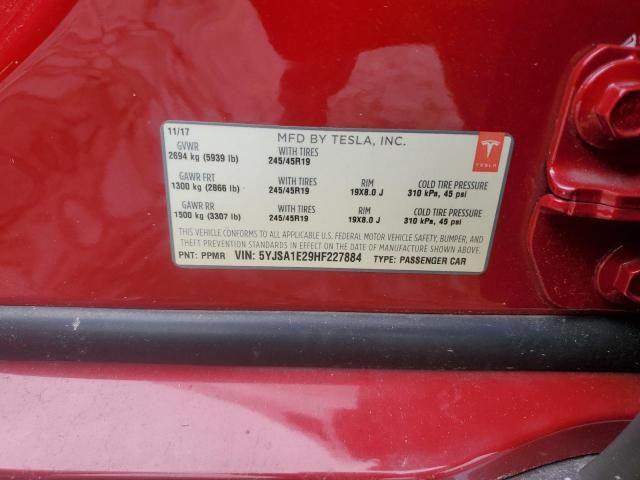 11/17
MFD BY TESLA, INC.
GVWR WITH TIRES
2694 kg (5939 lb) 245/45R19
TESLA
GAWR FRT WITH TIRES RIM COLD TIRE PRESSURE
1300 kg (2866 lb) 245/45R19 19X8.0 J 310 kPa, 45 psi
GAWR RR WITH TIRES RIM COLD TIRE PRESSURE
1500 kg (3307 lb) 245/45R19 19X8.0 J 310 kPa, 45 psi
THIS VEHICLE CONFORMS TO ALL APPLICABLE U.S. FEDERAL MOTOR VEHICLE SAFETY, BUMPER, AND
THEFT PREVENTION STANDARDS IN EFFECT ON THE DATE OF MANUFACTURE SHOWN ABOVE.
PNT: PPMR VIN: 5YJSA1E29HF227884 TYPE: PASSENGER CAR